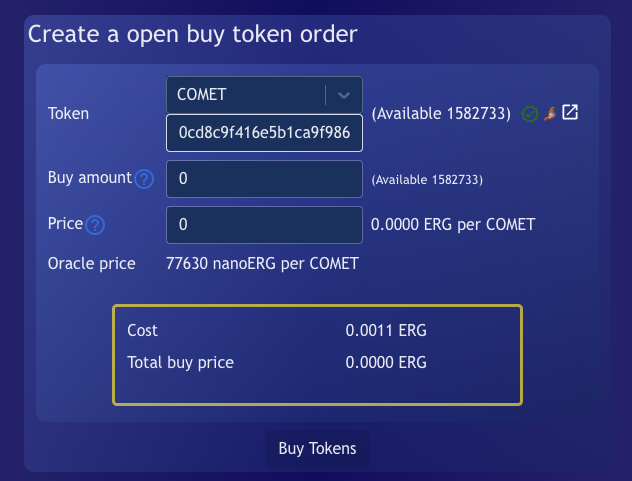 Create a open buy token order
Token
COMET
0cd8c9f416e5b1ca9f986
(Available 1582733)
Buy amount ?
0
(Available 1582733)
Price ?
0
0.0000 ERG per COMET
Oracle price 77630 nanoERG per COMET
Cost 0.0011 ERG
Total buy price 0.0000 ERG
Buy Tokens